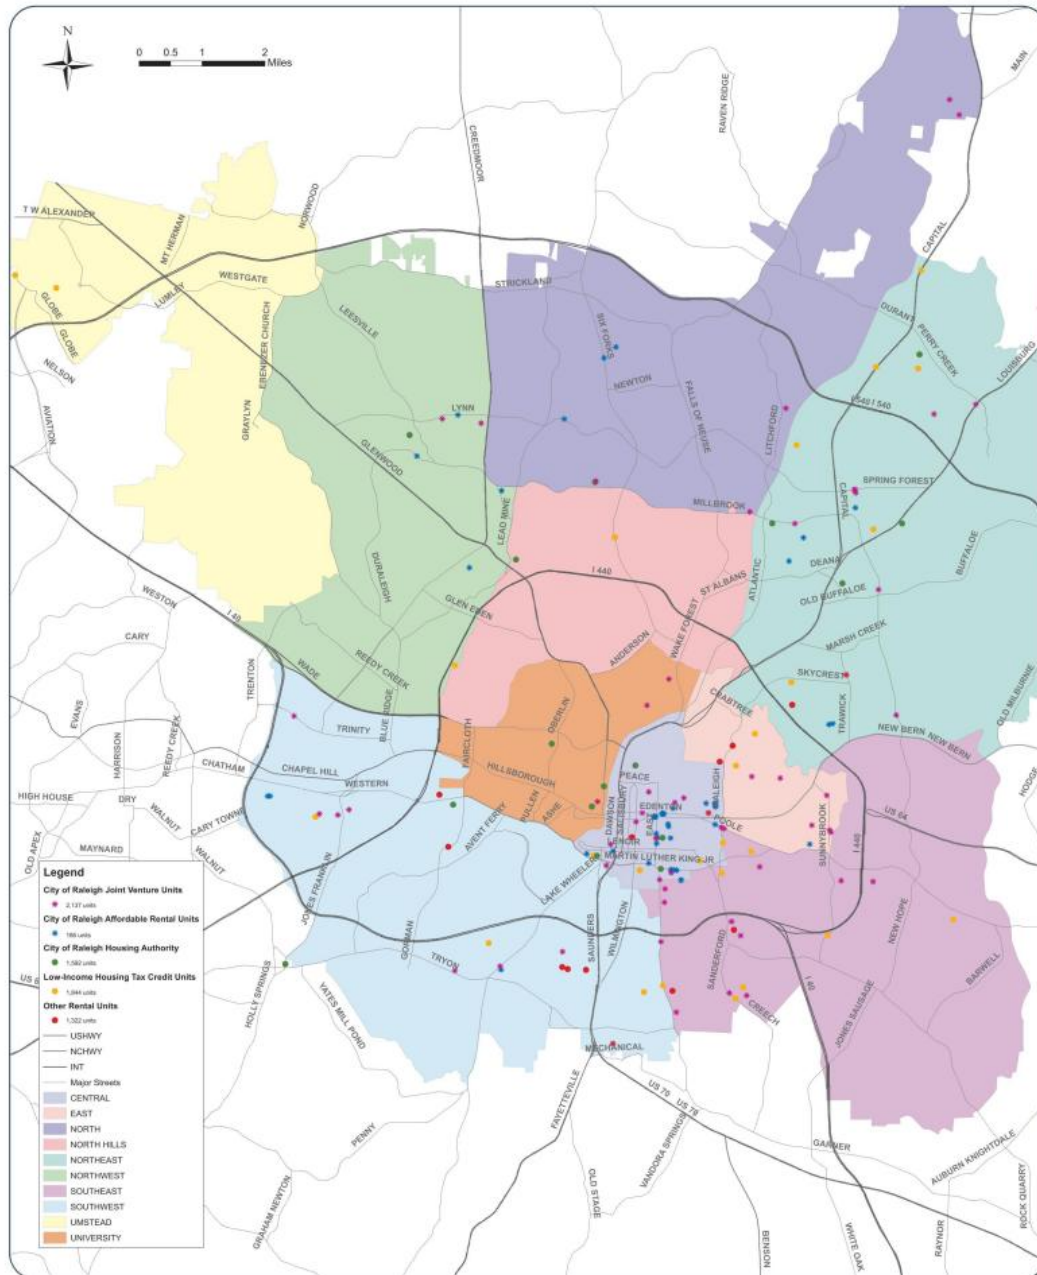 N
0 0.5 1 2
Miles
MAIN
RAVEN RIDGE
CREEDMOOR
NORWOOD
T W ALEXANDER
MT HERMAN
CAPITAL
WESTGATE
STRICKLAND
LUMLEY
GLOBE
GLOBE
LEESVILLE
EBENEZER CHURCH
SIX FORKS
DURANT
PERRY CREEK
LOUISBURG
NELSON
NEWTON
FALLS OF NEUSE
I 540
AVIATION
GRAYLYN
LYNN
LITCHFORD
GLENWOOD
SPRING FOREST
LEAD MINE
MILLBROOK
CAPITAL
DURALEIGH
DEANA
BUFFALOE
I 440
ST ALBANS
ATLANTIC
OLD BUFFALOE
WESTON
I 40
GLEN EDEN
WAKE FOREST
MARSH CREEK
CARY
ANDERSON
REEDY CREEK
WADE
SKYCREST
TRENTON
CRABTREE
TRAWICK
OLD MILBURNIE
EVANS
BLUE RIDGE
OBERLIN
TRINITY
NEW BERN NEW BERN
HARRISON
REEDY CREEK
FAIRCLOTH
CHATHAM
CHAPEL HILL
HILLSBOROUGH
PEACE
RALEIGH
HODGE
WESTERN
HIGH HOUSE
DRY
WALNUT
CARY TOWNE
PULLEN
ASHE
AVENT FERRY
DAWSON
SALISBURY
EAST
EDENTON
POOLE
US 64
SUNNYBROOK
I 440
OLD APEX
MAYNARD
WALNUT
LENOIR
MARTIN LUTHER KING JR
LAKE WHEELER
JONES FRANKLIN
GORMAN
SAUNDERS
WILMINGTON
NEW HOPE
BARWELL
SANDERFORD
TRYON
CREECH
I 40
JONES SAUSAGE
HOLLY SPRINGS
YATES MILL POND
MECHANICAL
FAYETTEVILLE
US 70 US 70
VANDORA SPRINGS
PENNY
GARNER
AUBURN KNIGHTDALE
GRAHAM NEWTON
OLD STAGE
BENSON
WHITE OAK
RAYNOR
ROCK QUARRY
Legend
City of Raleigh Joint Venture Units
2,137 units
City of Raleigh Affordable Rental Units
City of Raleigh Housing Authority
Low-Income Housing Tax Credit Units
Other Rental Units
1,322 units
USHWY
NCHWY
INT
Major Streets
CENTRAL
EAST
NORTH
NORTH HILLS
NORTHEAST
NORTHWEST
SOUTHEAST
SOUTHWEST
UMSTEAD
UNIVERSITY